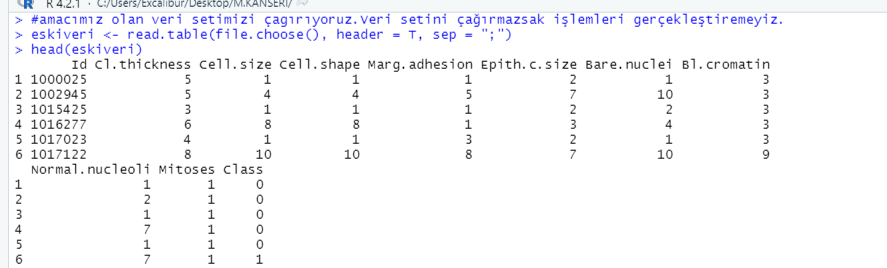 R 4.2.1 · C:/Users/Excalibur/Desktop/M.KANSERI/
> #amacımız olan veri setimizi çagırıyoruz.Veri setini çağırmazsak işlemleri gerçekleştiremeyiz.
> eskiveri <- read.table(file.choose(), header = T, sep = ";")
> head(eskiveri)
Id Cl.thickness Cell.size Cell.shape Marg.adhesion Epith.c.size Bare.nuclei Bl.cromatin
1 1000025 5 1 1 1 2 1 3
2 1002945 5 4 4 5 7 10 3
3 1015425 3 1 1 1 2 2 3
4 1016277 6 8 8 1 3 4 3
5 1017023 4 1 1 3 2 1 3
6 1017122 8 10 10 8 7 10 9
Normal.nucleoli Mitoses Class
1 1 1 0
2 2 1 0
3 1 1 0
4 7 1 0
5 1 1 0
6 7 1 1